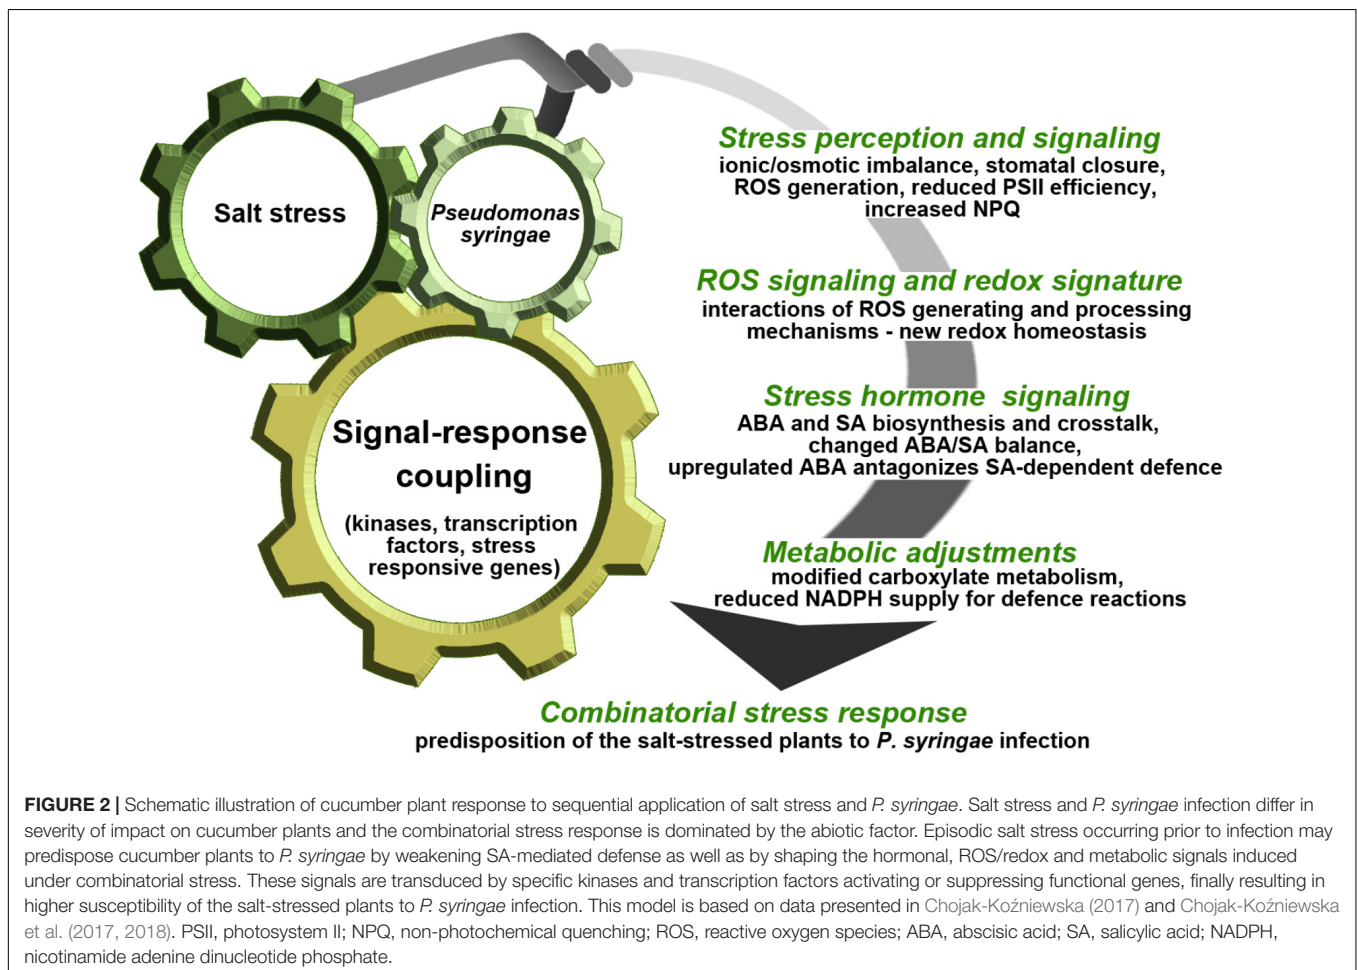 Salt stress
Pseudomonas
syringae
Signal-response
coupling
(kinases, transcription
factors, stress
responsive genes)
Stress perception and signaling
ionic/osmotic imbalance, stomatal closure,
ROS generation, reduced PSII efficiency,
increased NPQ
ROS signaling and redox signature
interactions of ROS generating and processing
mechanisms - new redox homeostasis
Stress hormone signaling
ABA and SA biosynthesis and crosstalk,
changed ABA/SA balance,
upregulated ABA antagonizes SA-dependent defence
Metabolic adjustments
modified carboxylate metabolism,
reduced NADPH supply for defence reactions
Combinatorial stress response
predisposition of the salt-stressed plants to P. syringae infection
FIGURE 2 | Schematic illustration of cucumber plant response to sequential application of salt stress and P. syringae. Salt stress and P. syringae infection differ in
severity of impact on cucumber plants and the combinatorial stress response is dominated by the abiotic factor. Episodic salt stress occurring prior to infection may
predispose cucumber plants to P. syringae by weakening SA-mediated defense as well as by shaping the hormonal, ROS/redox and metabolic signals induced
under combinatorial stress. These signals are transduced by specific kinases and transcription factors activating or suppressing functional genes, finally resulting in
higher susceptibility of the salt-stressed plants to P. syringae infection. This model is based on data presented in Chojak-Koźniewska (2017) and Chojak-Koźniewska
et al. (2017, 2018). PSII, photosystem II; NPQ, non-photochemical quenching; ROS, reactive oxygen species; ABA, abscisic acid; SA, salicylic acid; NADPH,
nicotinamide adenine dinucleotide phosphate.